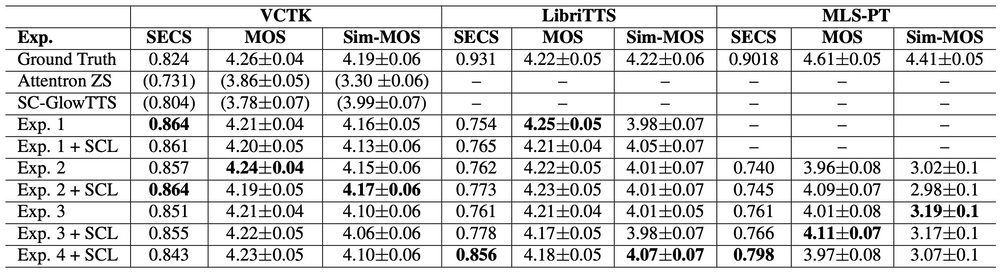 VCTK LibriTTS MLS-PT
Exp. SECS MOS Sim-MOS SECS MOS Sim-MOS SECS MOS Sim-MOS
Ground Truth 0.824 4.26±0.04 4.19±0.06 0.931 4.22±0.05 4.22±0.06 0.9018 4.61±0.05 4.41±0.05
Attentron ZS (0.731) (3.86±0.05) (3.30 ±0.06) – – – – – –
SC-GlowTTS (0.804) (3.78±0.07) (3.99±0.07) – – – – – –
Exp. 1 0.864 4.21±0.04 4.16±0.05 0.754 4.25±0.05 3.98±0.07 – – –
Exp. 1 + SCL 0.861 4.20±0.05 4.13±0.06 0.765 4.21±0.04 4.05±0.07 – – –
Exp. 2 0.857 4.24±0.04 4.15±0.06 0.762 4.22±0.05 4.01±0.07 0.740 3.96±0.08 3.02±0.1
Exp. 2 + SCL 0.864 4.19±0.05 4.17±0.06 0.773 4.23±0.05 4.01±0.07 0.745 4.09±0.07 2.98±0.1
Exp. 3 0.851 4.21±0.04 4.10±0.06 0.761 4.21±0.04 4.01±0.05 0.761 4.01±0.08 3.19±0.1
Exp. 3 + SCL 0.855 4.22±0.05 4.06±0.06 0.778 4.17±0.05 3.98±0.07 0.766 4.11±0.07 3.17±0.1
Exp. 4 + SCL 0.843 4.23±0.05 4.10±0.06 0.856 4.18±0.05 4.07±0.07 0.798 3.97±0.08 3.07±0.1